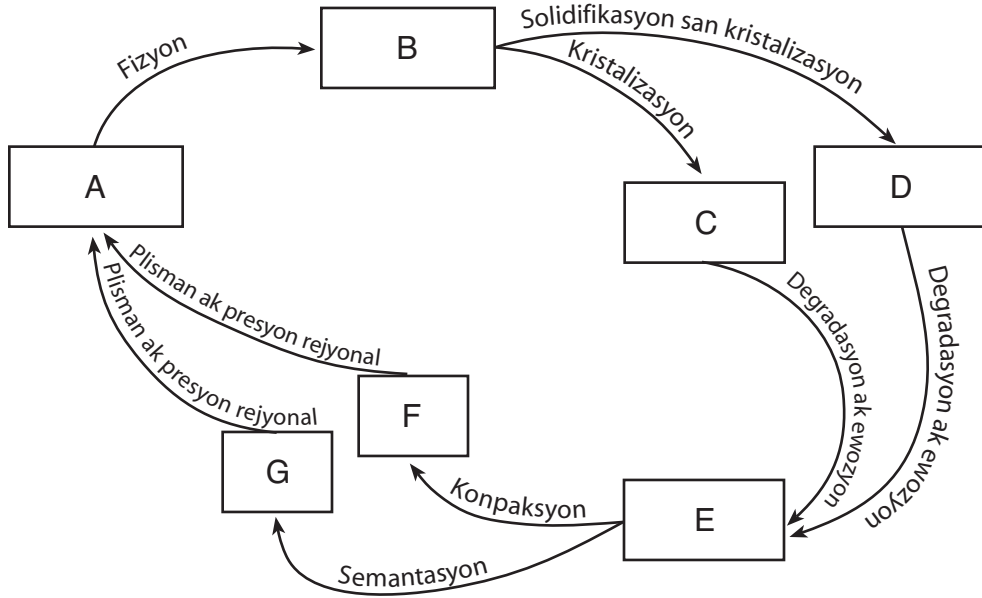 Fizyon
B
Solidifikasyon san kristalizasyon
Kristalizasyon
A
C
D
Plisman ak presyon rejyonal
Plisman ak presyon rejyonal
Degradasyon ak ewozyon
Degradasyon ak ewozyon
F
G
E
Konpaksyon
Semantasyon